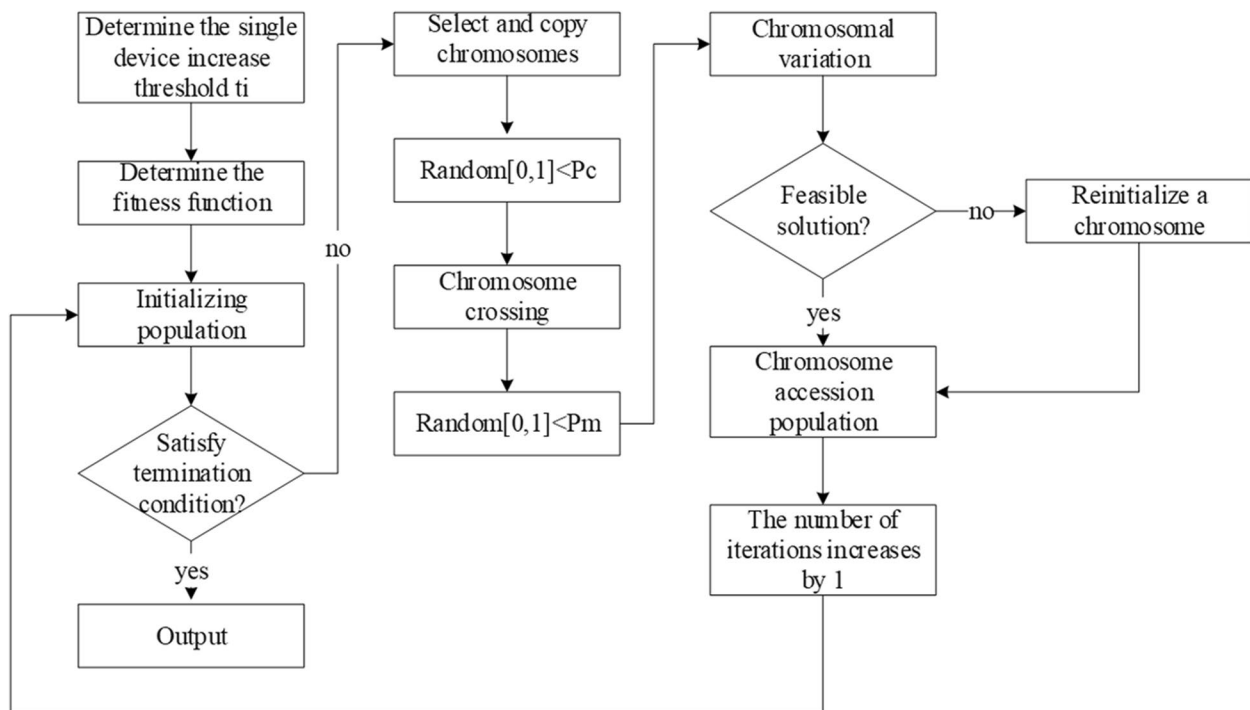 Determine the single
device increase
threshold ti
Determine the
fitness function
Initializing
population
Satisfy
termination
condition?
yes
Output
no
Select and copy
chromosomes
Random[0,1]<Pc
Chromosome
crossing
Random[0,1]<Pm
Chromosomal
variation
Feasible
solution?
no
Reinitialize a
chromosome
yes
Chromosome
accession
population
The number of
iterations increases
by 1